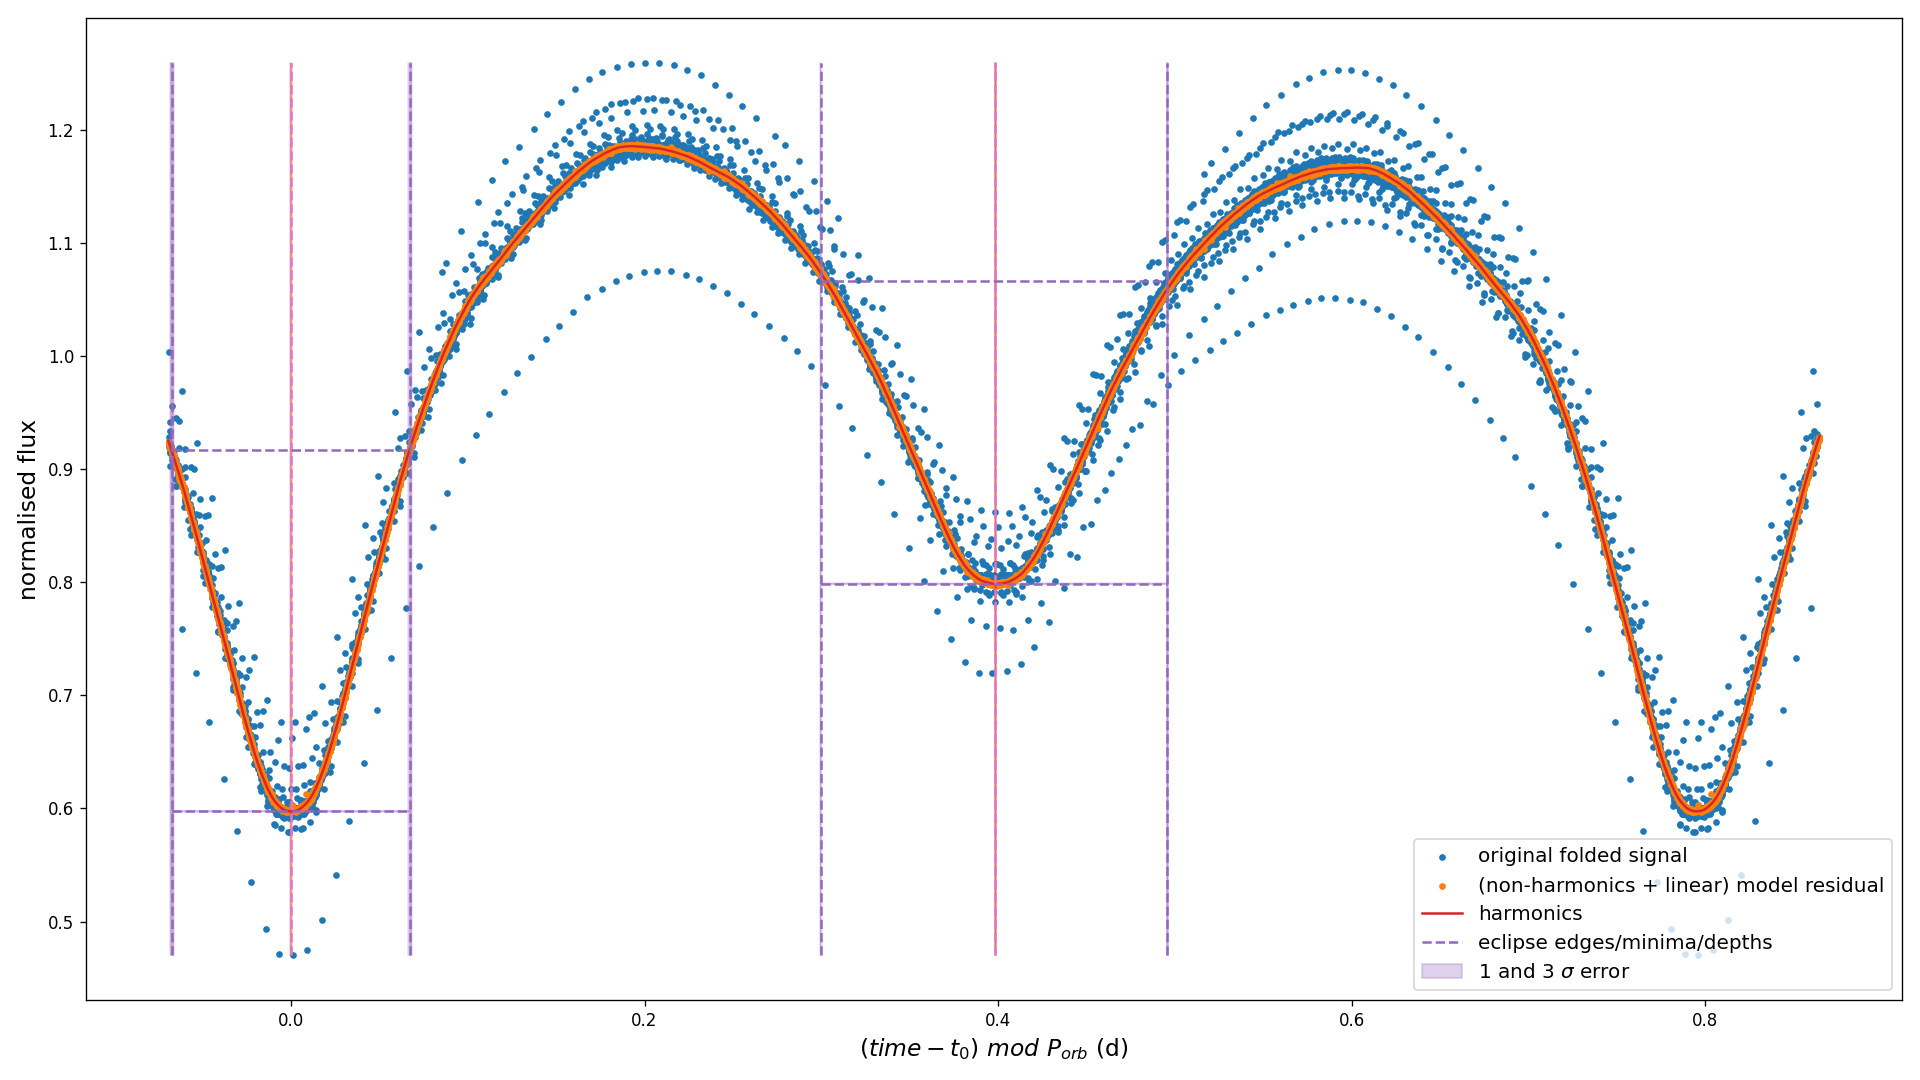 normalised flux
1.2
1.1
1.0
0.9
0.8
0.7
0.6
0.5
0.0
0.2
0.4
0.6
0.8
(time − t₀) mod Pₒᵣb (d)
original folded signal
(non-harmonics + linear) model residual
harmonics
eclipse edges/minima/depths
1 and 3 σ error